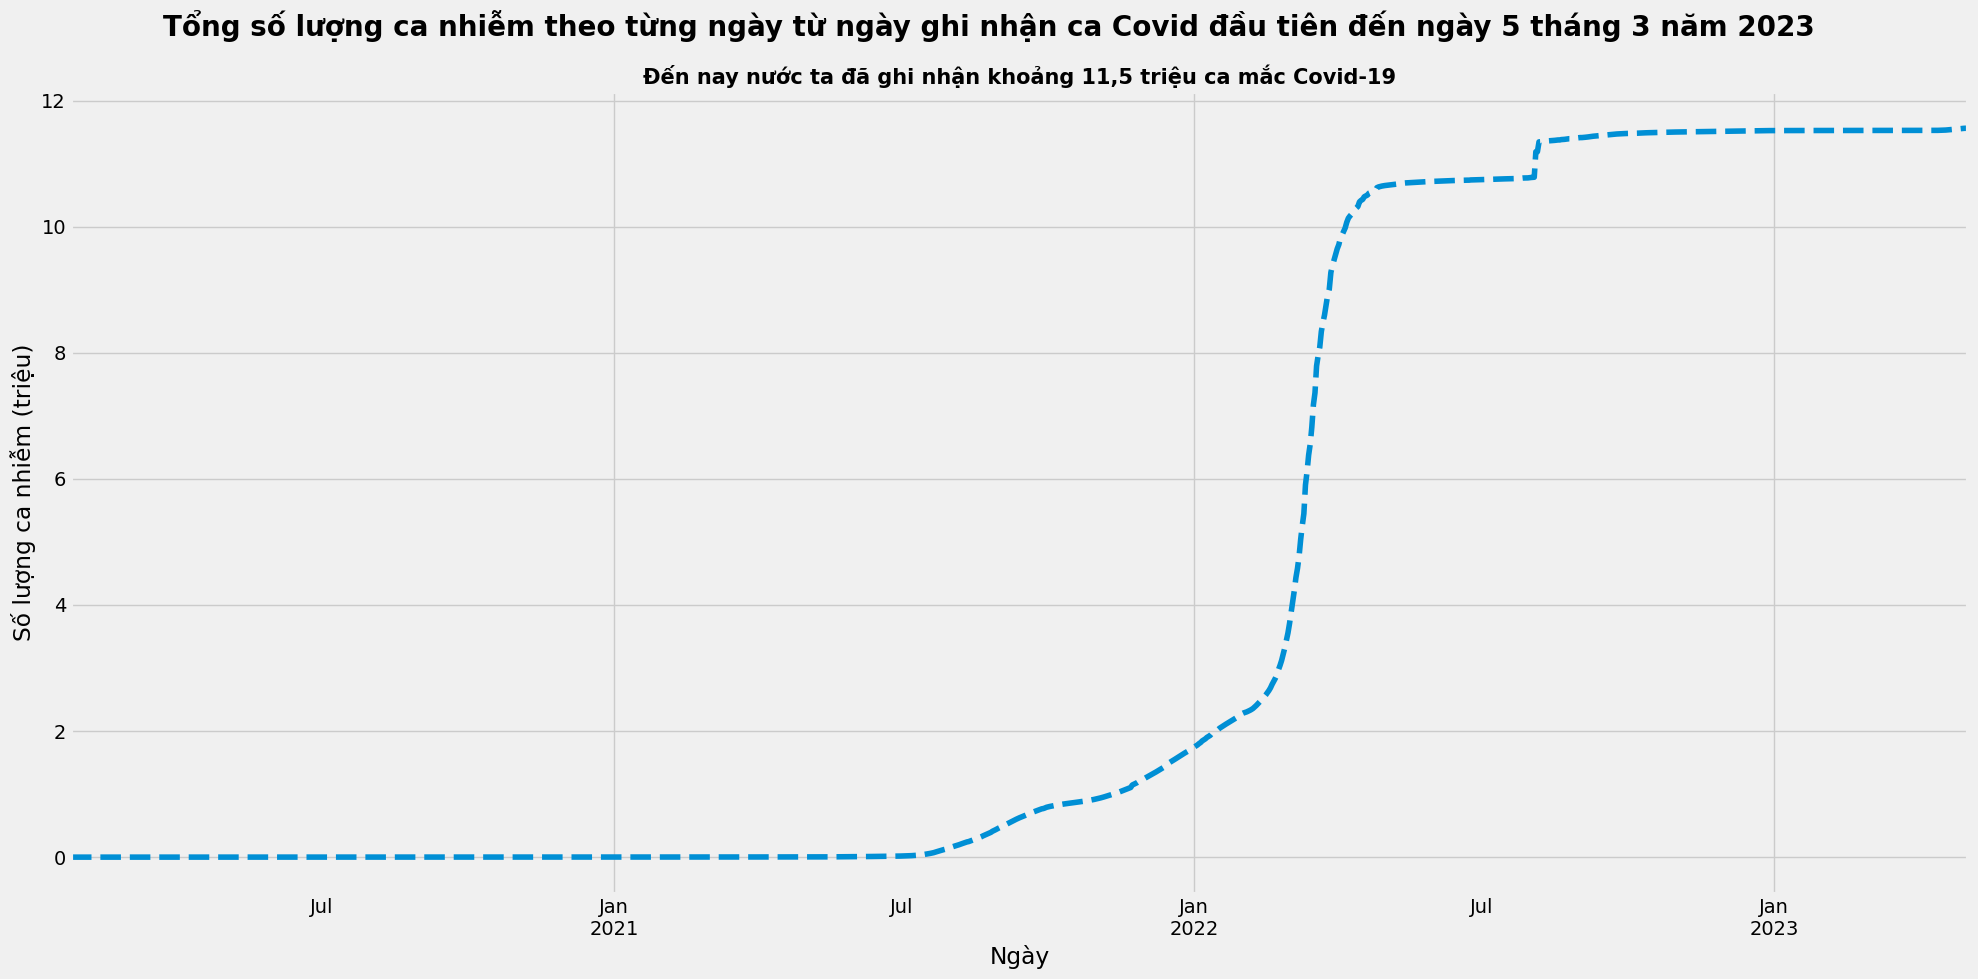 Tổng số lượng ca nhiễm theo từng ngày từ ngày ghi nhận ca Covid đầu tiên đến ngày 5 tháng 3 năm 2023
Đến nay nước ta đã ghi nhận khoảng 11,5 triệu ca mắc Covid-19
12
10
8
6
4
2
0
Số lượng ca nhiễm (triệu)
Jul
Jan
2021
Jul
Jan
2022
Jul
Jan
2023
Ngày